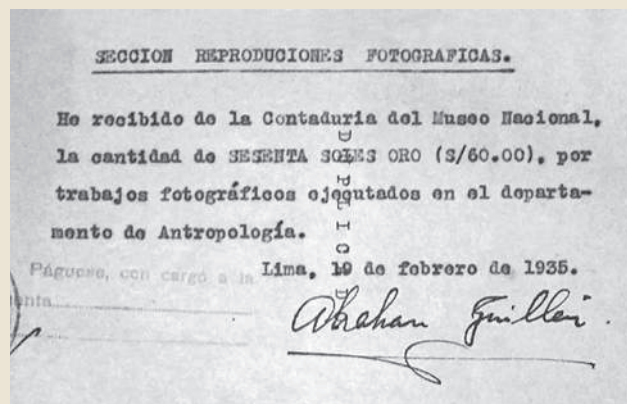 SECCION REPRODUCIONES FOTOGRAFICAS.
He recibido de la Contaduria del Museo Nacional,
la cantidad de SESENTA SOLES ORO (S/60.00), por
trabajos fotográficos ejecutados en el departa-
mento de Antropología.
Lima, 19 de febrero de 1935.
Páguese, con cargo a la
Abrahan Guillén.